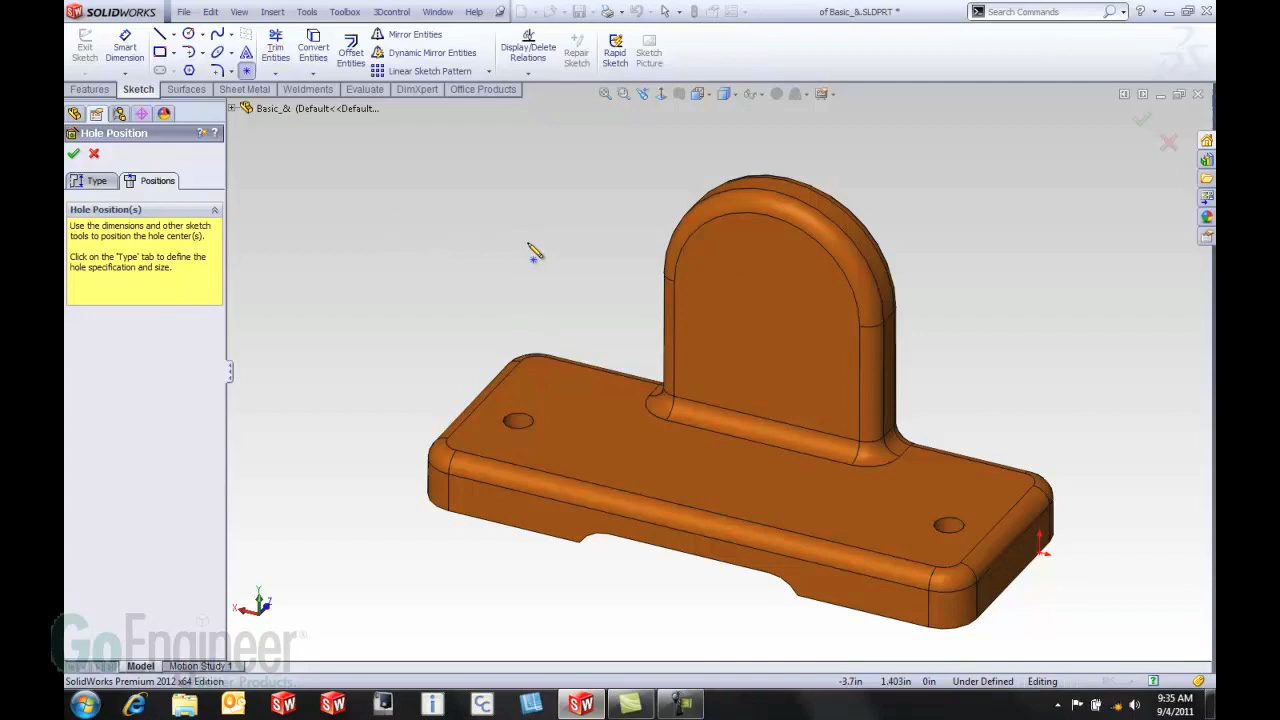 SOLIDWORKS File Edit View Insert Tools Toolbox 3Dcontrol Window Help of Basic_&.SLDPRT * Search Commands
Exit Sketch
Smart Dimension
Trim Entities
Convert Entities
Offset Entities
Mirror Entities
Dynamic Mirror Entities
Linear Sketch Pattern
Display/Delete Relations
Repair Sketch
Rapid Sketch
Sketch Picture
Features Sketch Surfaces Sheet Metal Weldments Evaluate DimXpert Office Products
Basic_& (Default<<Default...
Hole Position
Type Positions
Hole Position(s)
Use the dimensions and other sketch
tools to position the hole center(s).
Click on the 'Type' tab to define the
hole specification and size.
Y
X Z
GoEngineer®
Model Motion Study 1
SolidWorks Premium 2012 x64 Edition -3.7in 1.403in 0in Under Defined Editing
9:35 AM
9/4/2011